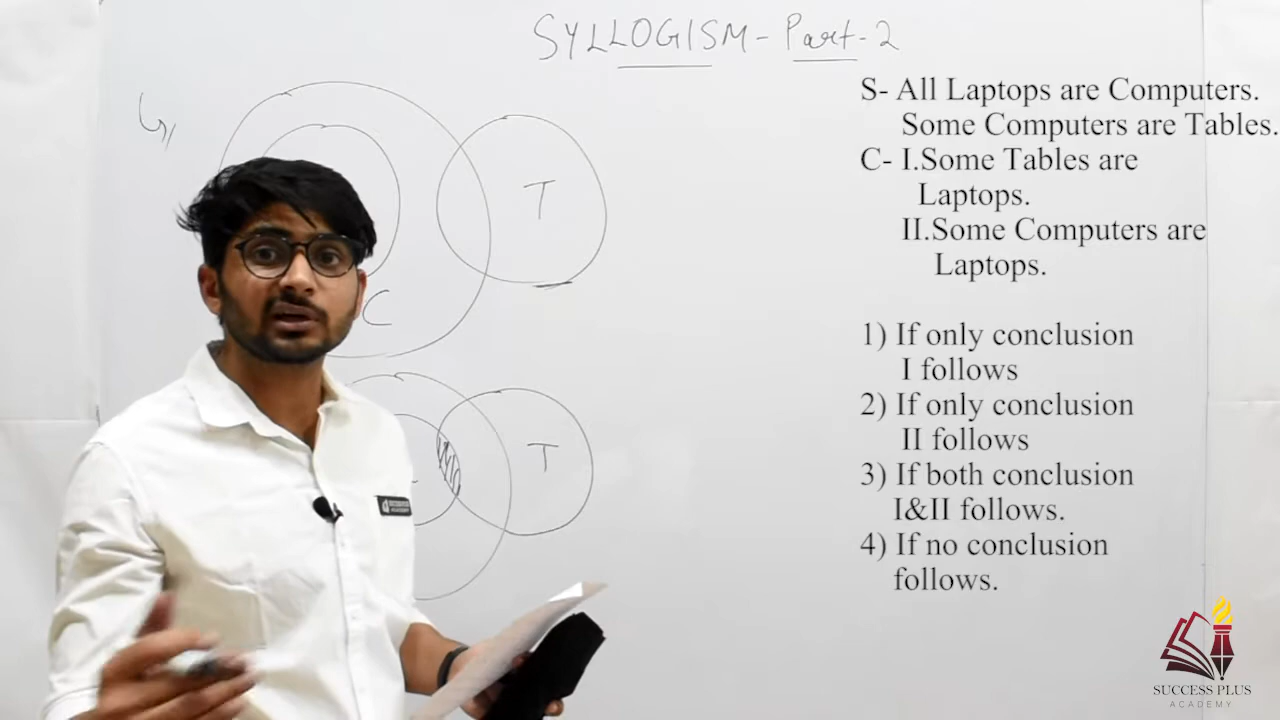 SYLLOGISM - Part - 2
S- All Laptops are Computers.
Some Computers are Tables.
C- I.Some Tables are
Laptops.
II.Some Computers are
Laptops.
1) If only conclusion
I follows
2) If only conclusion
II follows
3) If both conclusion
I&II follows.
4) If no conclusion
follows.
T
C
T
SUCCESS PLUS
ACADEMY